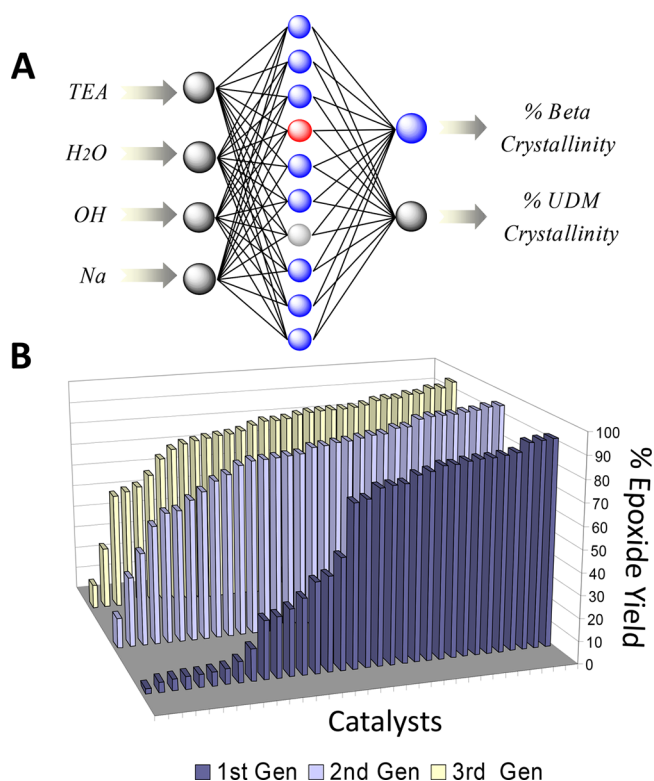 A
TEA
H2O
OH
Na
% Beta
Crystallinity
% UDM
Crystallinity
B
100
90
80
70
60
50
40
30
20
10
0
% Epoxide Yield
Catalysts
1st Gen 2nd Gen 3rd Gen